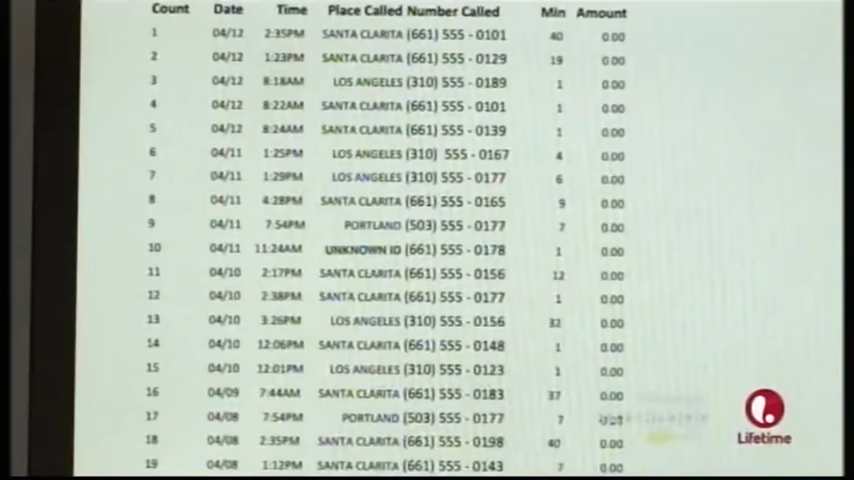 Count Date Time Place Called Number Called Min Amount
1 04/12 2:35PM SANTA CLARITA (661) 555 - 0101 40 0.00
2 04/12 1:23PM SANTA CLARITA (661) 555 - 0129 19 0.00
3 04/12 8:18AM LOS ANGELES (310) 555 - 0189 1 0.00
4 04/12 8:22AM SANTA CLARITA (661) 555 - 0101 1 0.00
5 04/12 8:24AM SANTA CLARITA (661) 555 - 0139 1 0.00
6 04/11 1:25PM LOS ANGELES (310) 555 - 0167 4 0.00
7 04/11 1:29PM LOS ANGELES (310) 555 - 0177 6 0.00
8 04/11 4:28PM SANTA CLARITA (661) 555 - 0165 9 0.00
9 04/11 7:54PM PORTLAND (503) 555 - 0177 7 0.00
10 04/11 11:24AM UNKNOWN ID (661) 555 - 0178 1 0.00
11 04/10 2:17PM SANTA CLARITA (661) 555 - 0156 12 0.00
12 04/10 2:38PM SANTA CLARITA (661) 555 - 0177 1 0.00
13 04/10 3:26PM LOS ANGELES (310) 555 - 0156 32 0.00
14 04/10 12:06PM SANTA CLARITA (661) 555 - 0148 1 0.00
15 04/10 12:01PM LOS ANGELES (310) 555 - 0123 1 0.00
16 04/09 7:44AM SANTA CLARITA (661) 555 - 0183 37 0.00
17 04/08 7:54PM PORTLAND (503) 555 - 0177 7
18 04/08 2:35PM SANTA CLARITA (661) 555 - 0198 40 0.00
19 04/08 1:12PM SANTA CLARITA (661) 555 - 0143 7 0.00
Lifetime